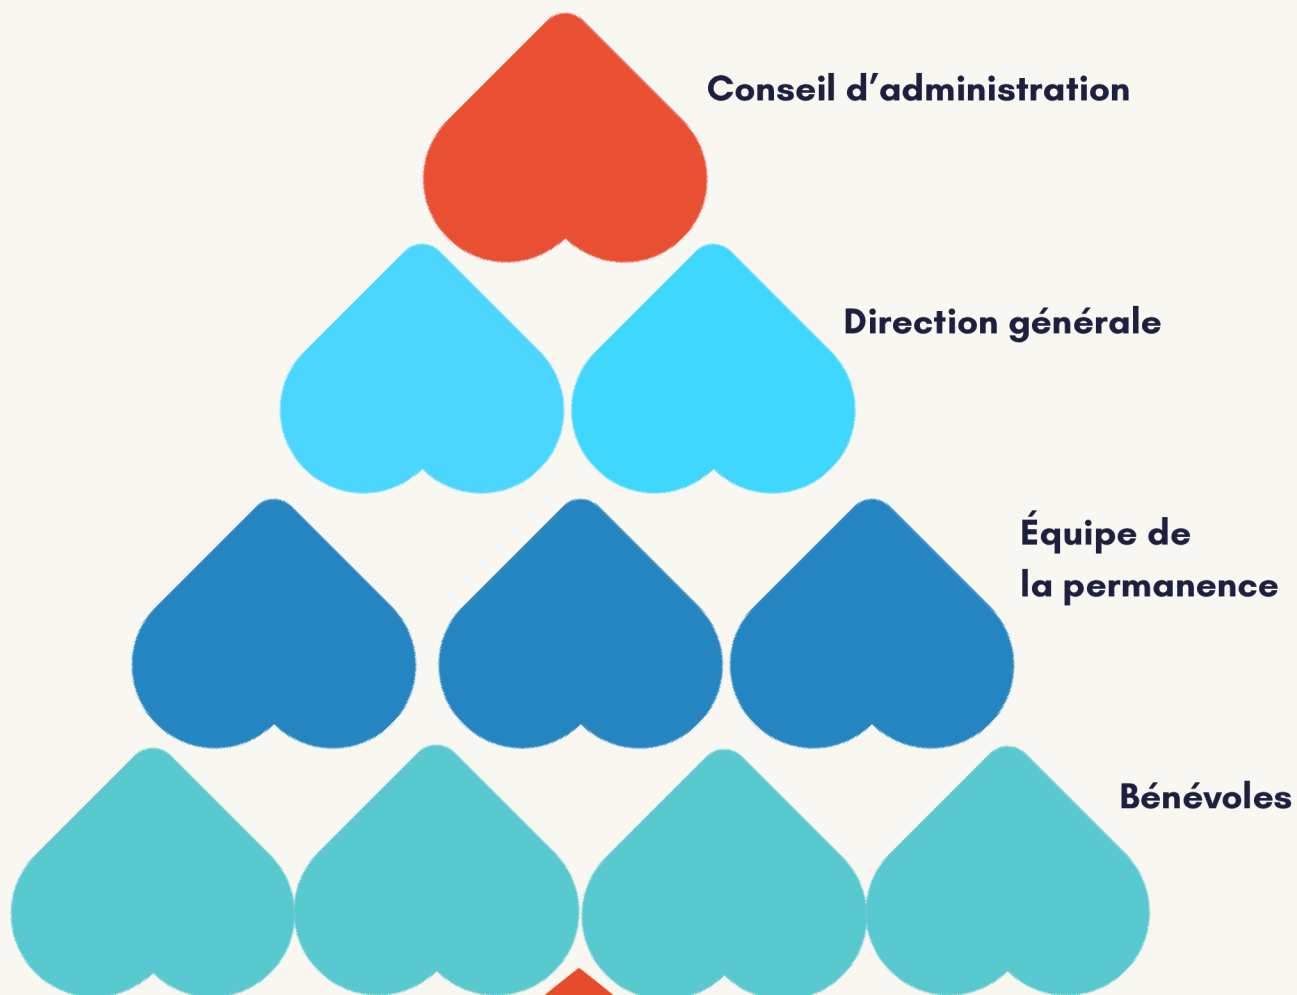 Conseil d’administration
Direction générale
Équipe de
la permanence
Bénévoles